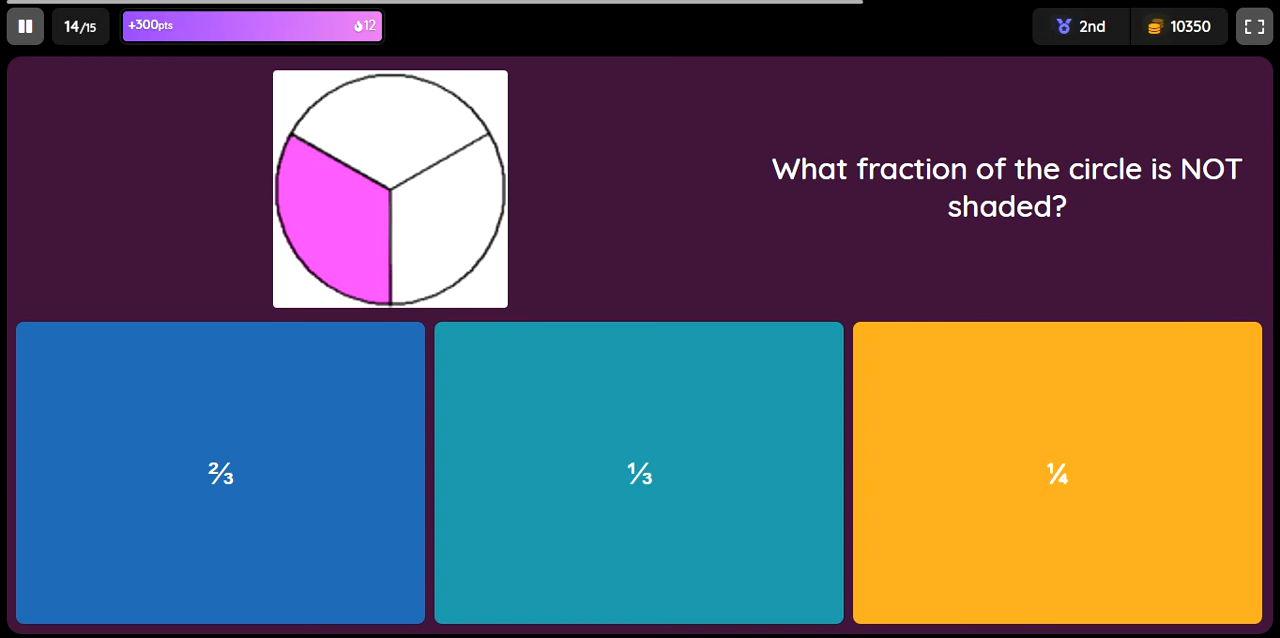 14/15
+300pts
12
2nd
10350
What fraction of the circle is NOT
shaded?
⅔
⅓
¼